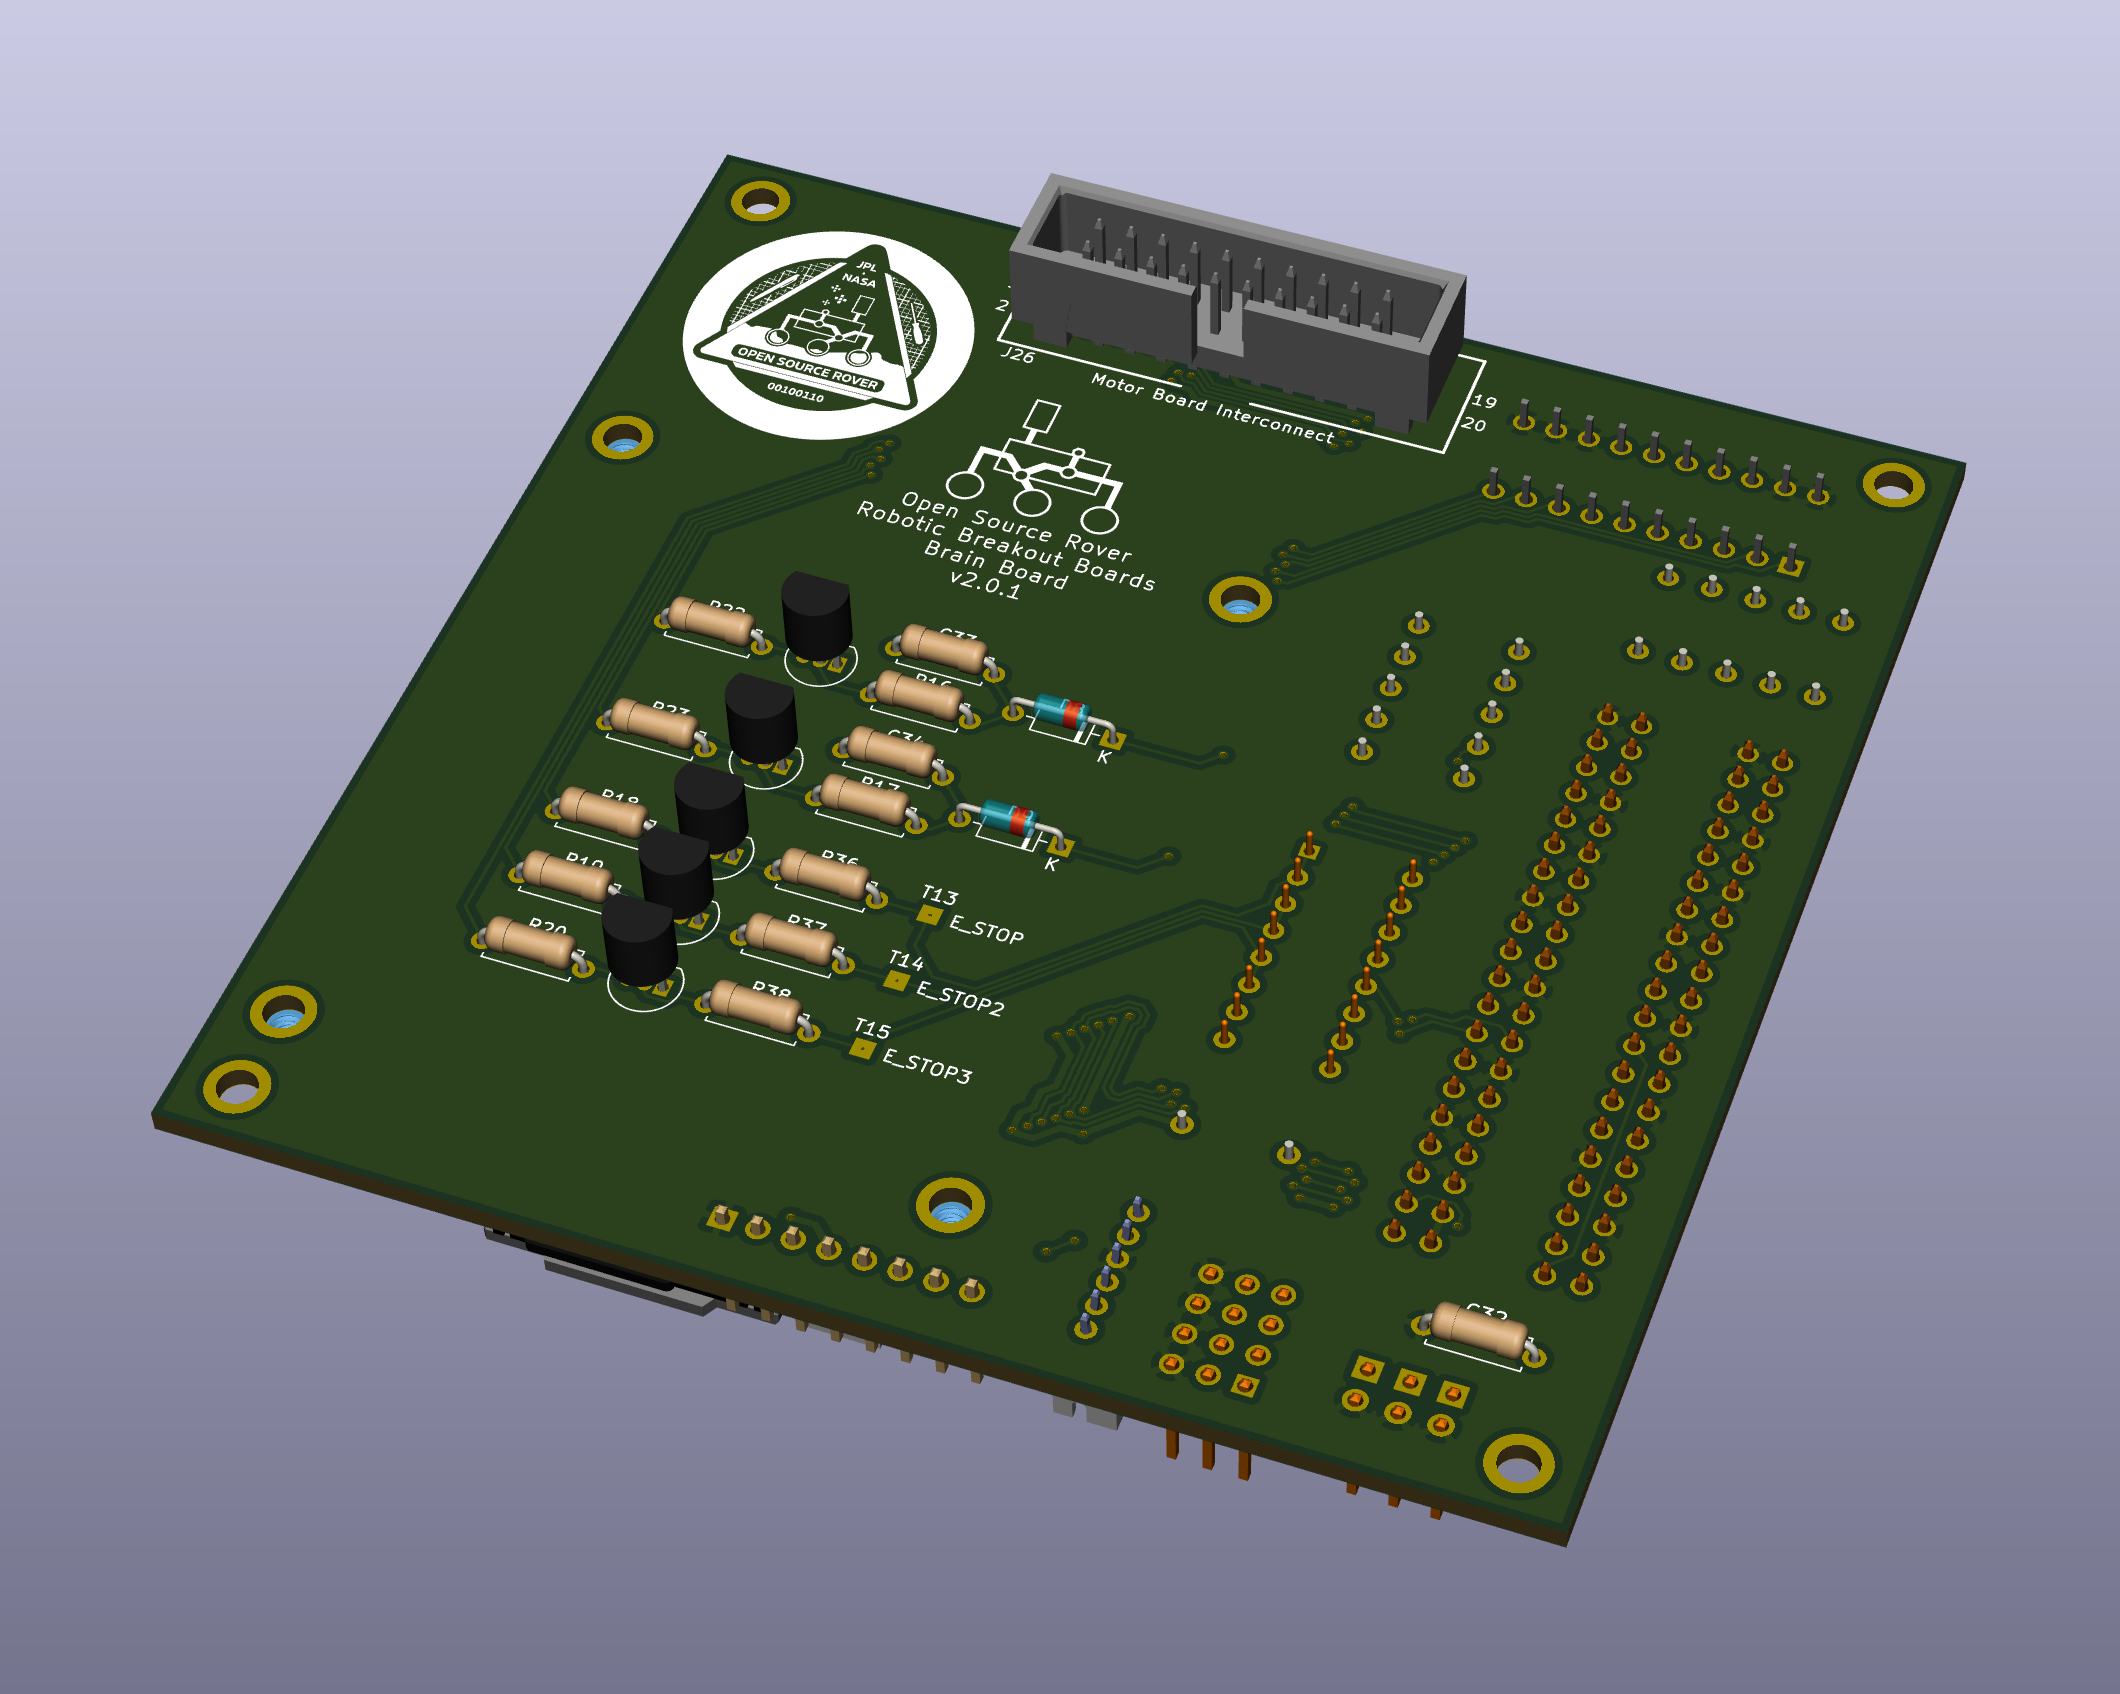 JPL
NASA
OPEN SOURCE ROVER
00100110
2
J26
Motor Board Interconnect
19
20
Open Source Rover
Robotic Breakout Boards
Brain Board
v2.0.1
K
K
T13
E_STOP
T14
E_STOP2
T15
E_STOP3